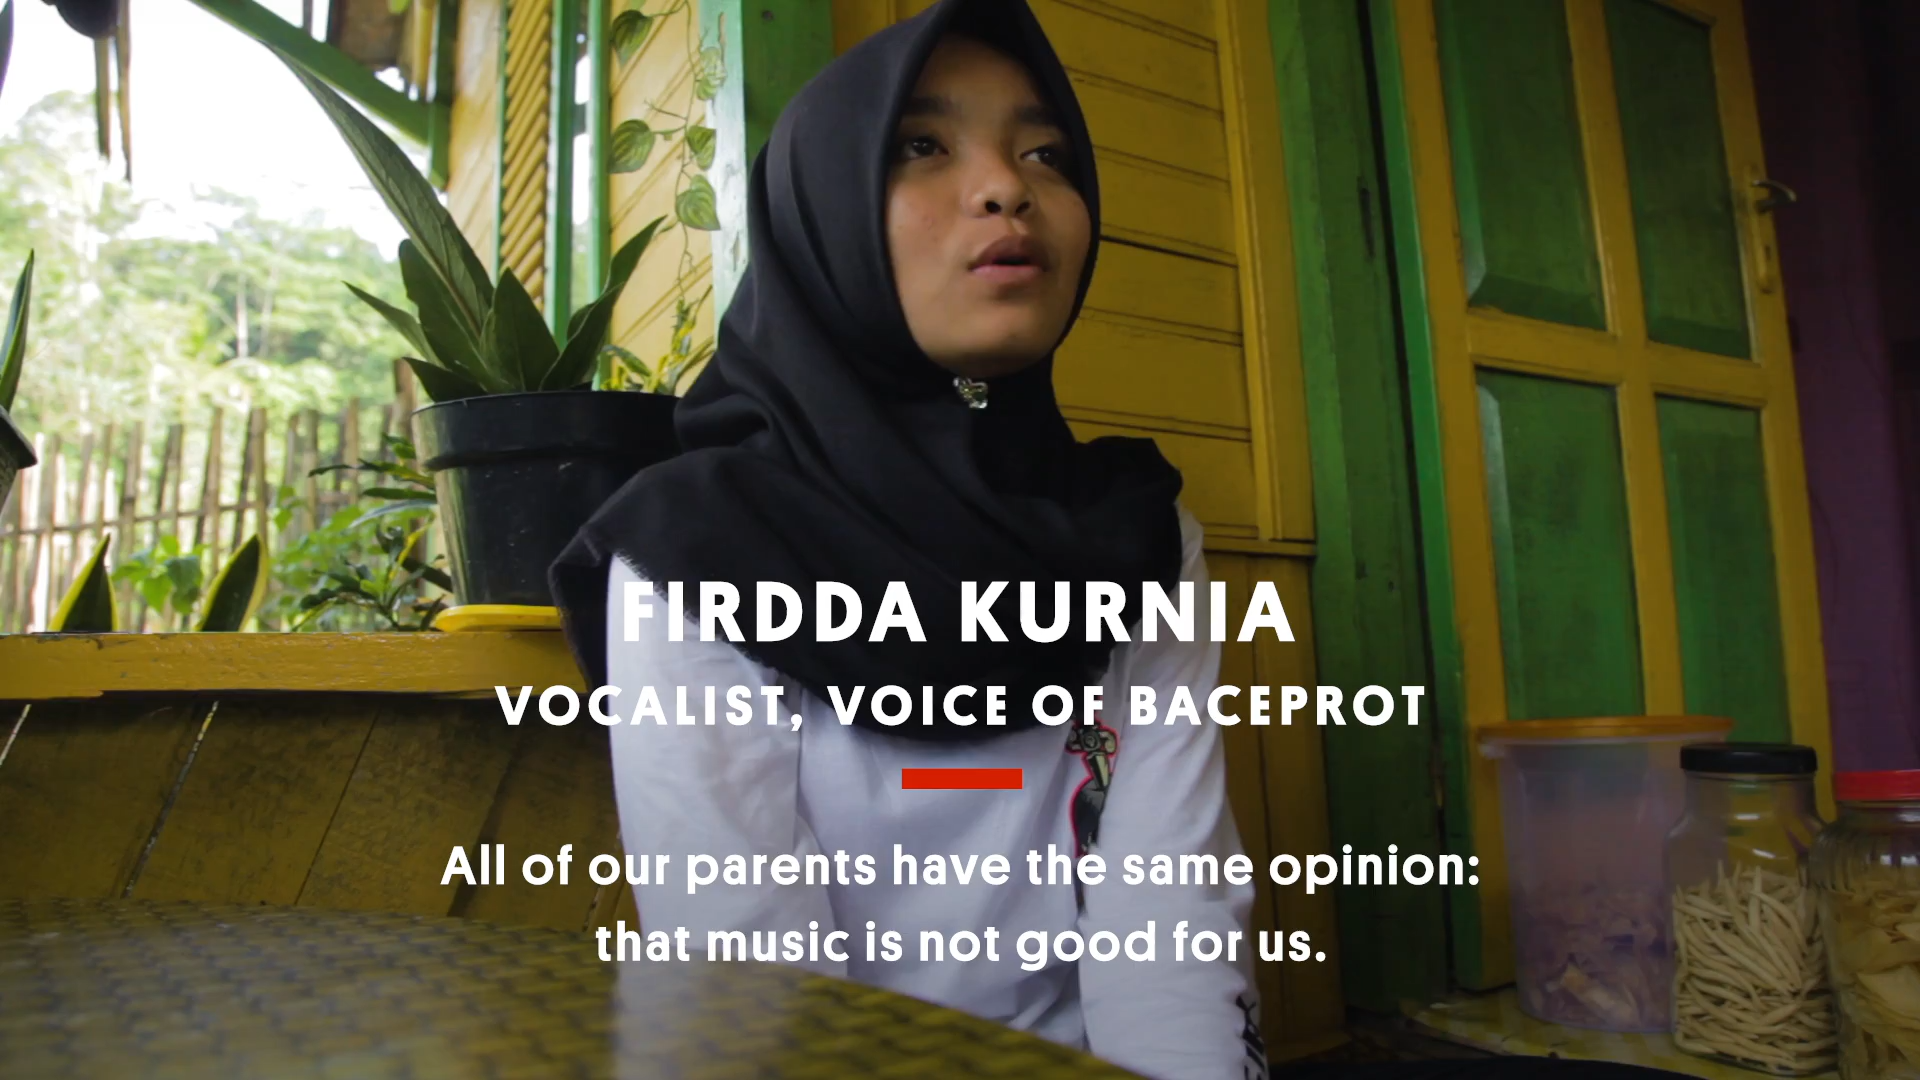 FIRDDA KURNIA
VOCALIST, VOICE OF BACEPROT
All of our parents have the same opinion:
that music is not good for us.